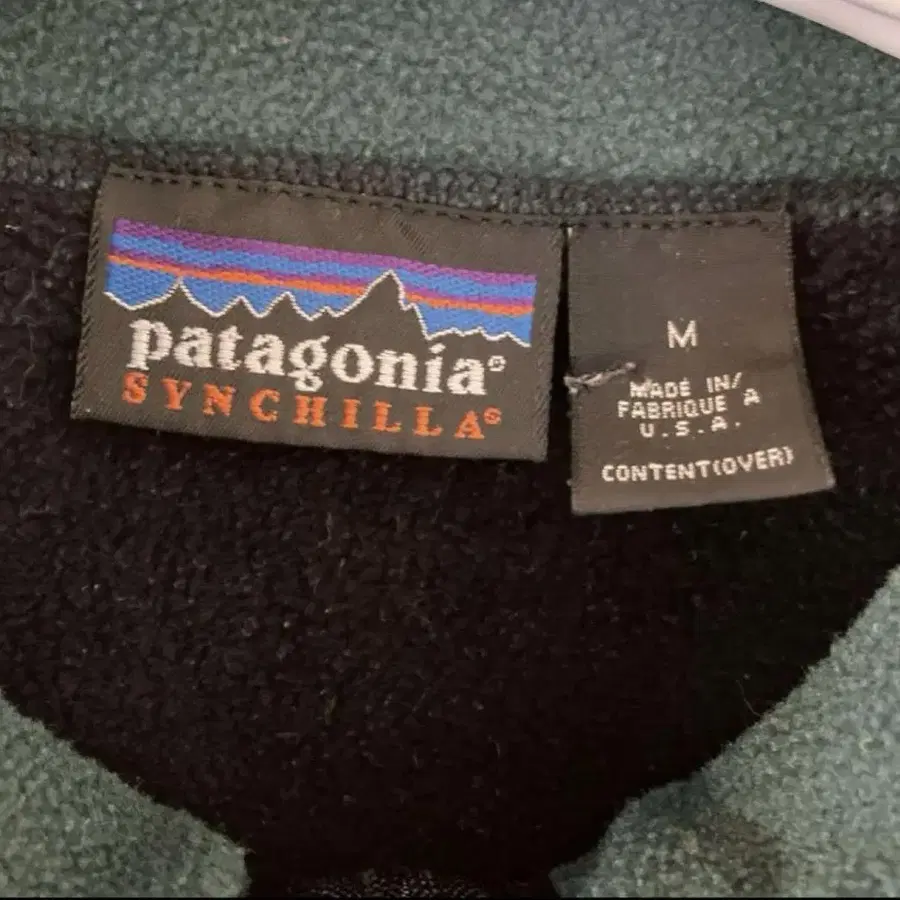 patagonia®
SYNCHILLA®
M
MADE IN/
FABRIQUE A
U.S.A.
CONTENT(OVER)